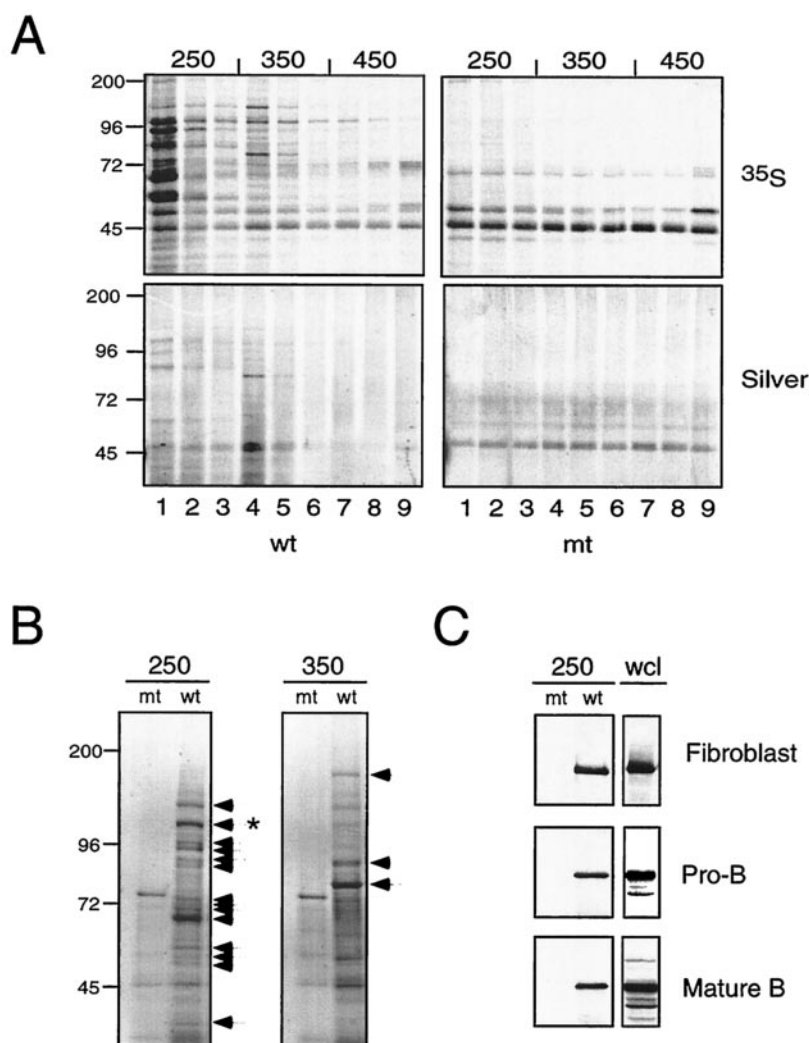 A
250 | 350 | 450
250 | 350 | 450
200
96
72
45
35S
200
96
72
45
Silver
1 2 3 4 5 6 7 8 9
1 2 3 4 5 6 7 8 9
wt
mt
B
250
350
mt wt
mt wt
200
96
72
45
*
C
250
wcl
mt wt
Fibroblast
Pro-B
Mature B